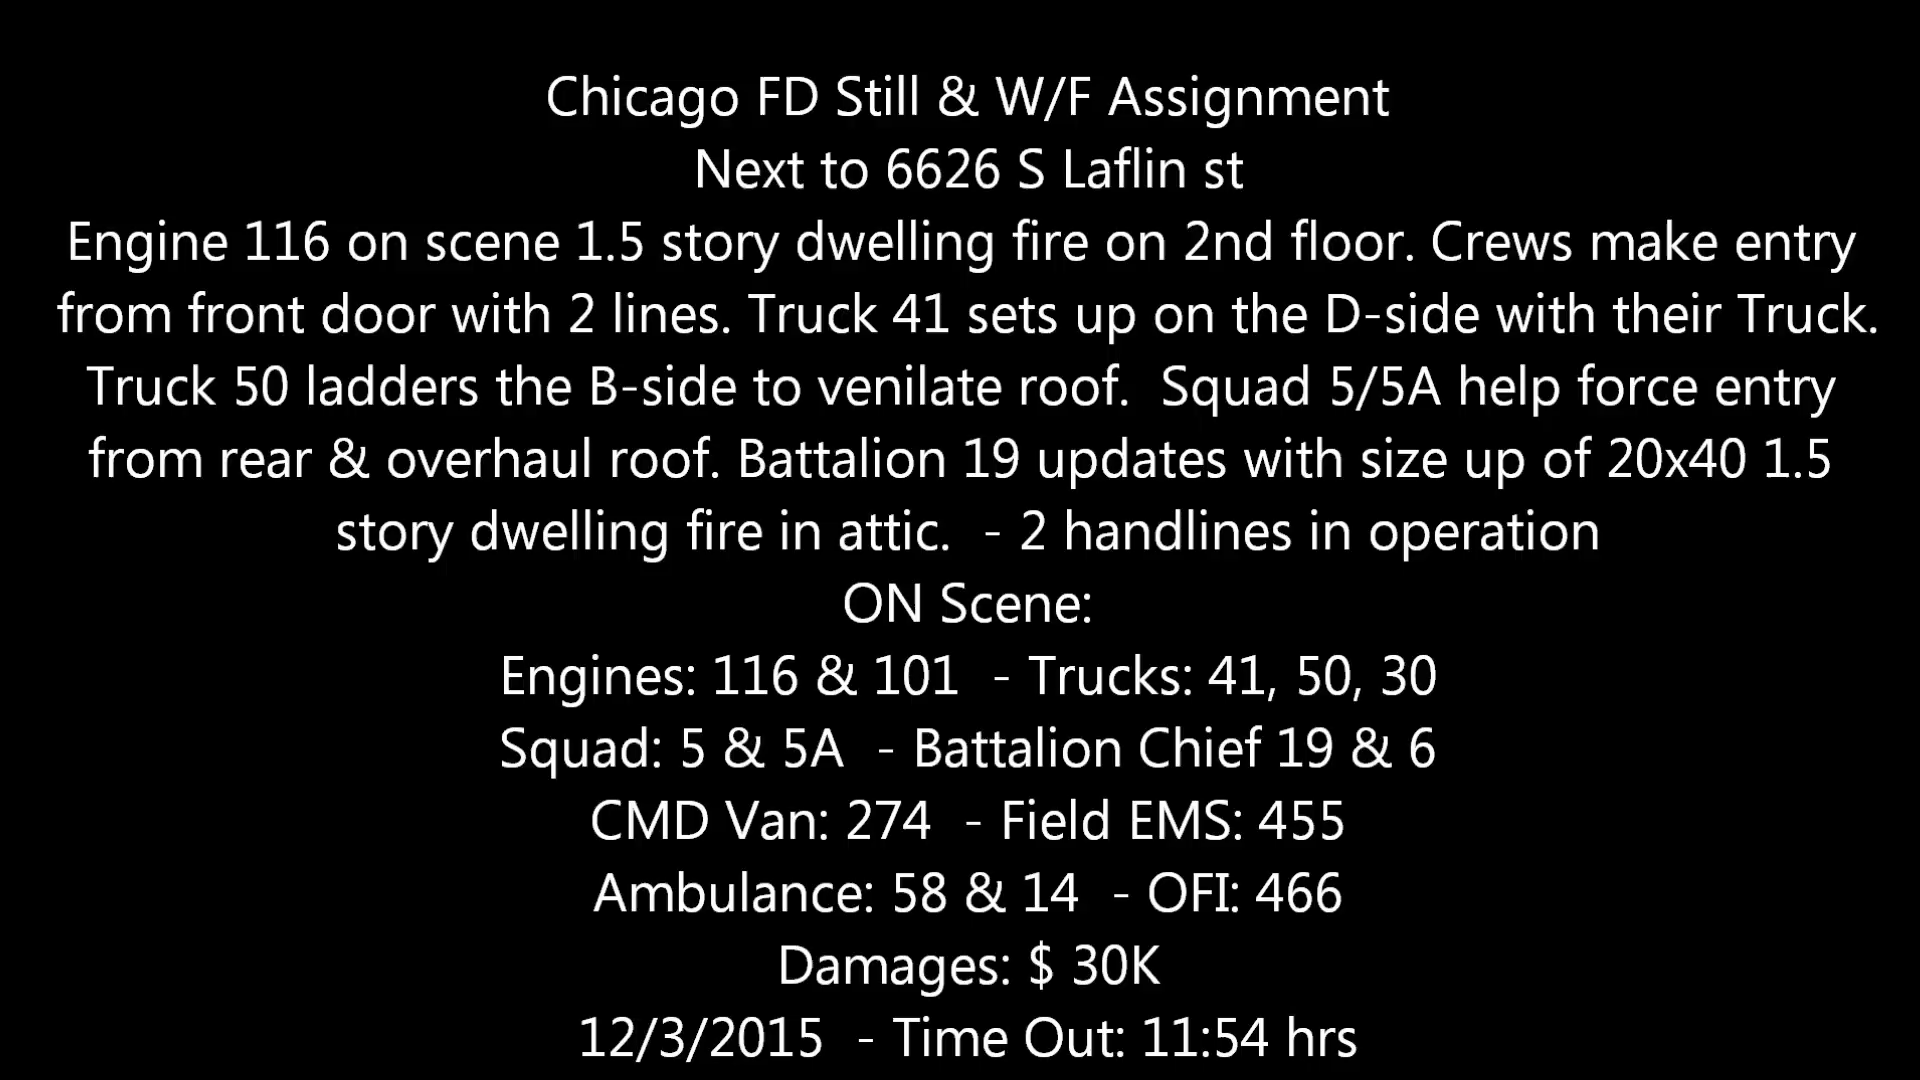 Chicago FD Still & W/F Assignment
Next to 6626 S Laflin st
Engine 116 on scene 1.5 story dwelling fire on 2nd floor. Crews make entry
from front door with 2 lines. Truck 41 sets up on the D-side with their Truck.
Truck 50 ladders the B-side to venilate roof.  Squad 5/5A help force entry
from rear & overhaul roof. Battalion 19 updates with size up of 20x40 1.5
story dwelling fire in attic.  - 2 handlines in operation
ON Scene:
Engines: 116 & 101  - Trucks: 41, 50, 30
Squad: 5 & 5A  - Battalion Chief 19 & 6
CMD Van: 274  - Field EMS: 455
Ambulance: 58 & 14  - OFI: 466
Damages: $ 30K
12/3/2015  - Time Out: 11:54 hrs